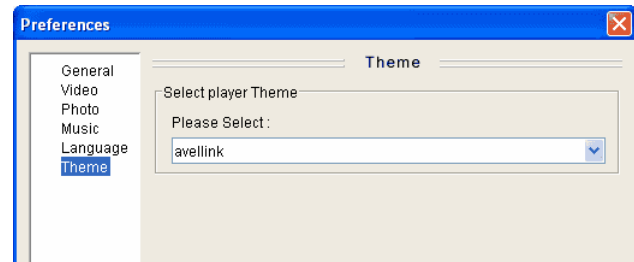 Preferences
General
Video
Photo
Music
Language
Theme
Theme
Select player Theme
Please Select :
avellink